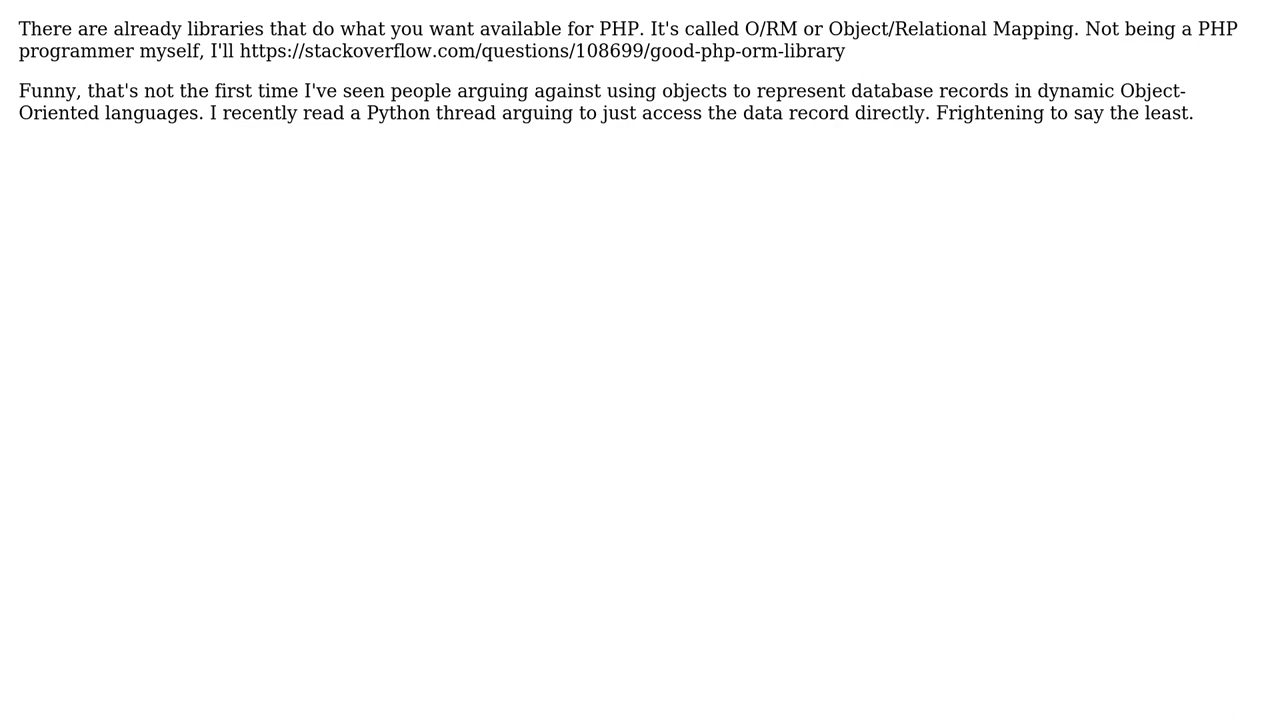 There are already libraries that do what you want available for PHP. It's called O/RM or Object/Relational Mapping. Not being a PHP
programmer myself, I'll https://stackoverflow.com/questions/108699/good-php-orm-library
Funny, that's not the first time I've seen people arguing against using objects to represent database records in dynamic Object-
Oriented languages. I recently read a Python thread arguing to just access the data record directly. Frightening to say the least.